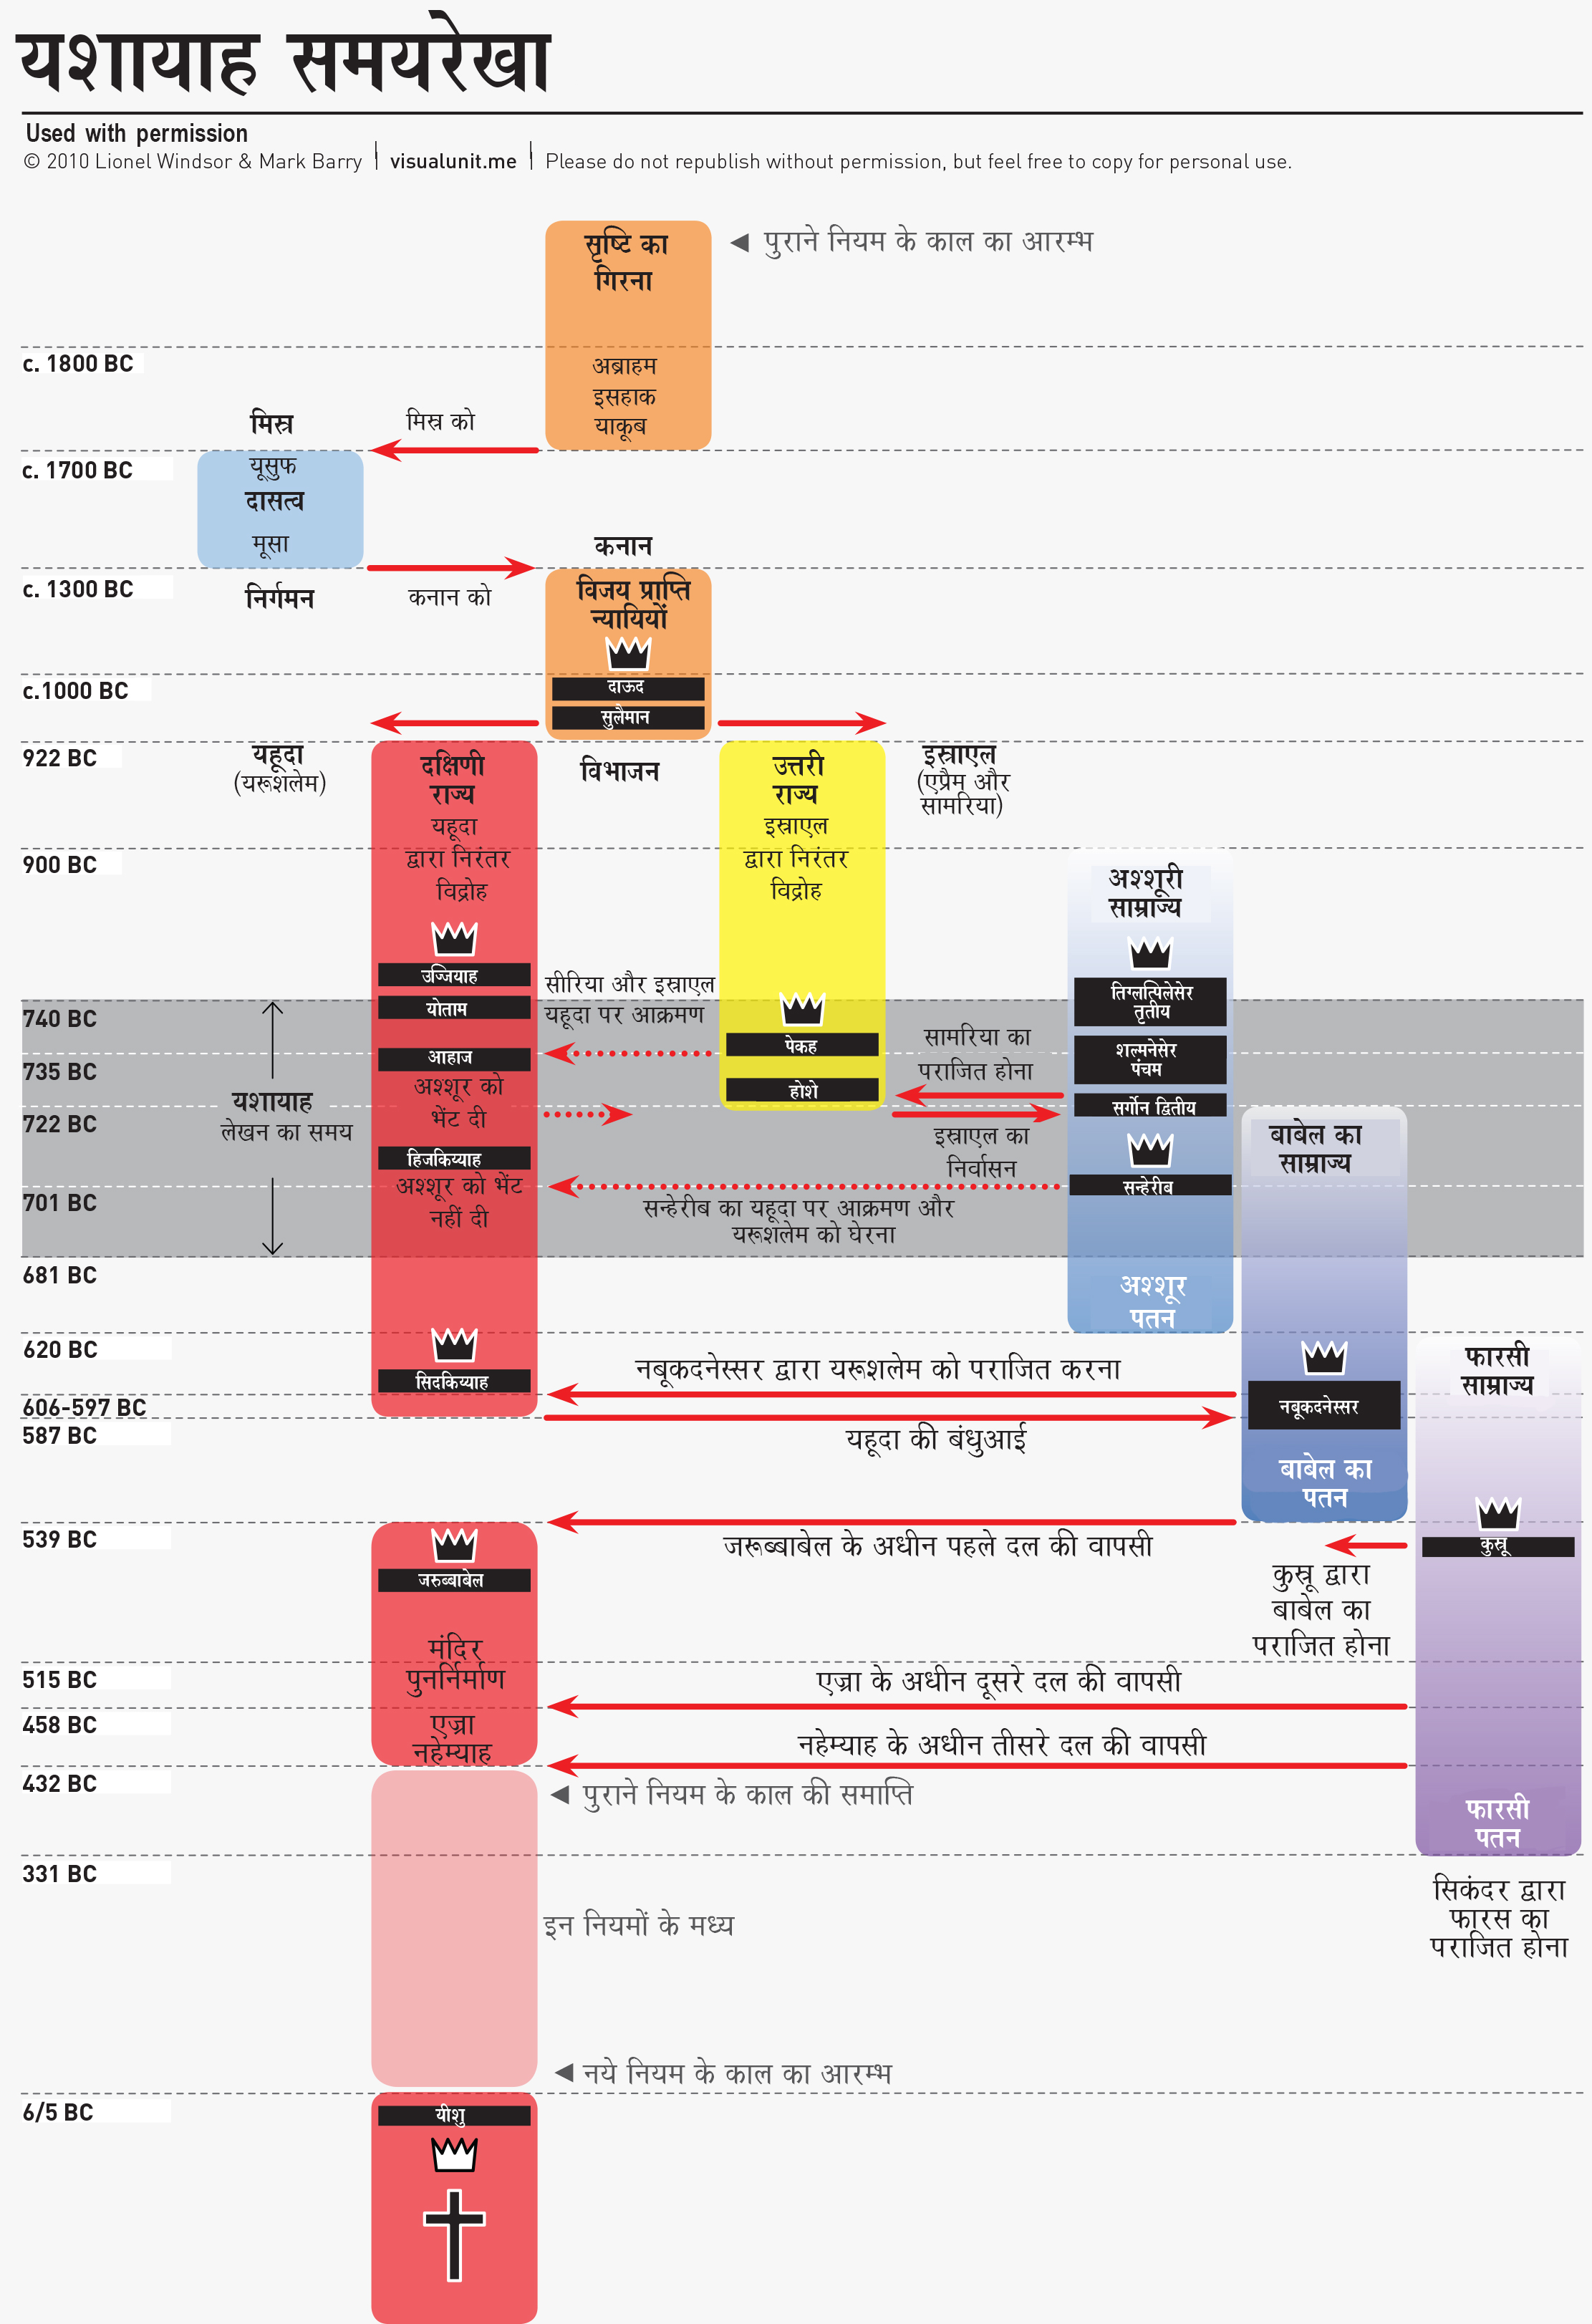 यशायाह समयरेखा
Used with permission
© 2010 Lionel Windsor & Mark Barry | visualunit.me | Please do not republish without permission, but feel free to copy for personal use.
सृष्टि का
गिरना
◀ पुराने नियम के काल का आरम्भ
c. 1800 BC
अब्राहम
इसहाक
याकूब
मिस्र
मिस्र को
c. 1700 BC
यूसुफ
दासत्व
मूसा
कनान
c. 1300 BC
निर्गमन
कनान को
विजय प्राप्ति
न्यायियों
c.1000 BC
दाऊद
सुलैमान
922 BC
यहूदा
(यरूशलेम)
दक्षिणी
राज्य
यहूदा
द्वारा निरंतर
विद्रोह
विभाजन
उत्तरी
राज्य
इस्राएल
द्वारा निरंतर
विद्रोह
इस्राएल
(एप्रैम और
सामरिया)
900 BC
अश्शूरी
साम्राज्य
उज्जियाह
योताम
सीरिया और इस्राएल
यहूदा पर आक्रमण
तिग्लत्पिलेसेर
तृतीय
740 BC
पेकह
सामरिया का
पराजित होना
शल्मनेसेर
पंचम
735 BC
आहाज
अश्शूर को
भेंट दी
होशे
सर्गोन द्वितीय
यशायाह
लेखन का समय
722 BC
इस्राएल का
निर्वासन
बाबेल का
साम्राज्य
हिजकिय्याह
अश्शूर को भेंट
नहीं दी
सन्हेरीब
701 BC
सन्हेरीब का यहूदा पर आक्रमण और
यरूशलेम को घेरना
681 BC
अश्शूर
पतन
620 BC
सिदकिय्याह
नबूकदनेस्सर द्वारा यरूशलेम को पराजित करना
फारसी
साम्राज्य
606-597 BC
नबूकदनेस्सर
587 BC
यहूदा की बंधुआई
बाबेल का
पतन
539 BC
जरुब्बाबेल
जरूब्बाबेल के अधीन पहले दल की वापसी
कुस्रू
कुस्रू द्वारा
बाबेल का
पराजित होना
मंदिर
पुनर्निर्माण
515 BC
एज्रा के अधीन दूसरे दल की वापसी
458 BC
एज्रा
नहेम्याह
नहेम्याह के अधीन तीसरे दल की वापसी
432 BC
◀ पुराने नियम के काल की समाप्ति
फारसी
पतन
331 BC
सिकंदर द्वारा
फारस का
पराजित होना
इन नियमों के मध्य
◀ नये नियम के काल का आरम्भ
6/5 BC
यीशु